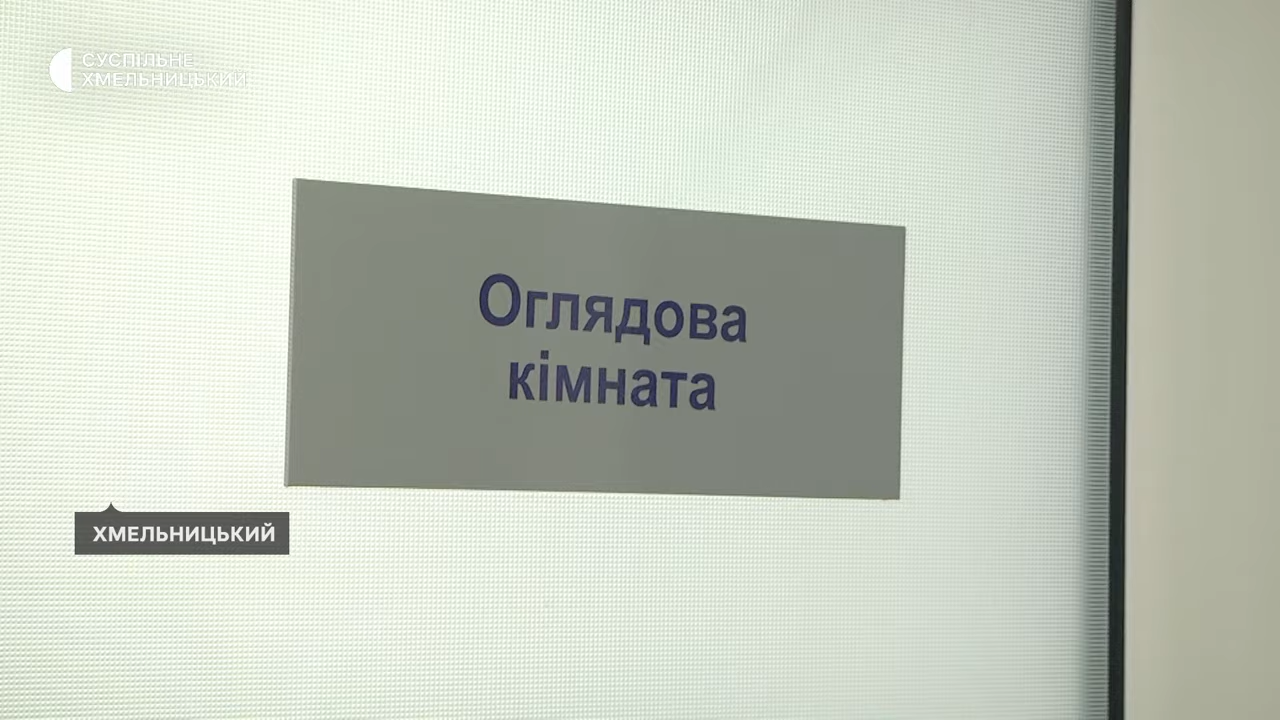 СУСПІЛЬНЕ
ХМЕЛЬНИЦЬКИЙ
Оглядова
кімната
ХМЕЛЬНИЦЬКИЙ